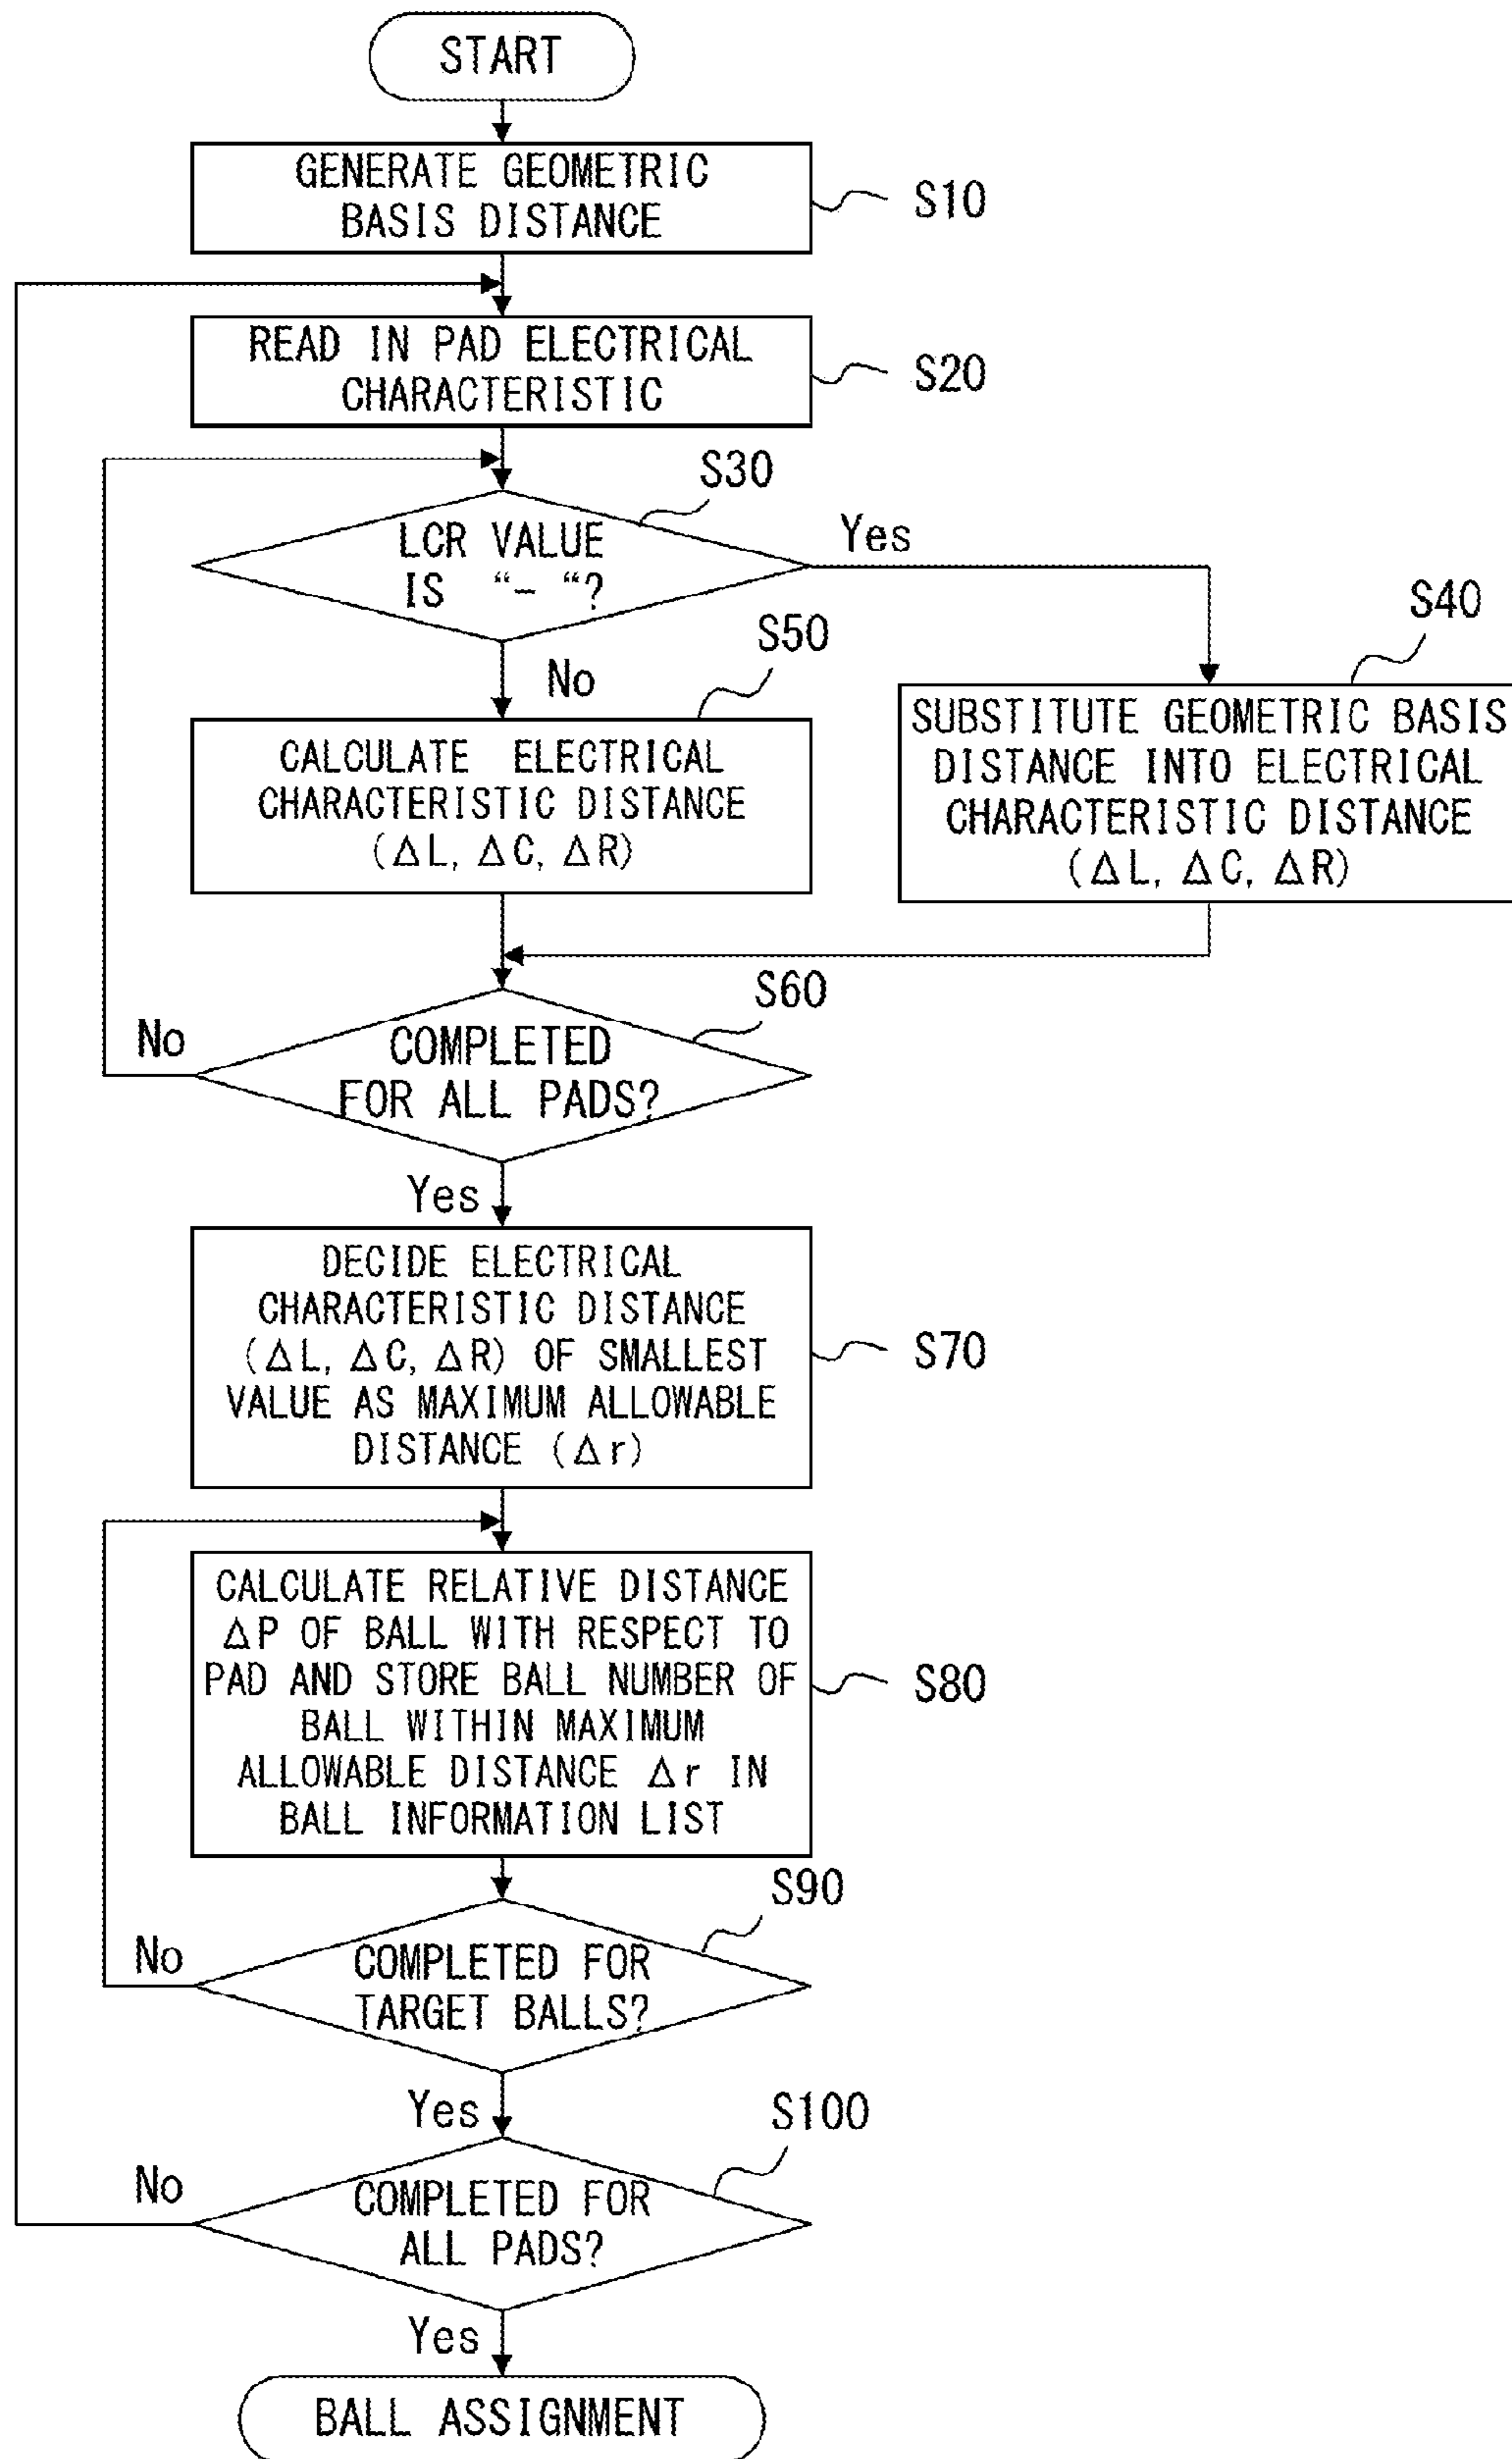 START
GENERATE GEOMETRIC
BASIS DISTANCE
S10
READ IN PAD ELECTRICAL
CHARACTERISTIC
S20
S30
LCR VALUE
IS “- “?
Yes
S40
No
S50
SUBSTITUTE GEOMETRIC BASIS
DISTANCE INTO ELECTRICAL
CHARACTERISTIC DISTANCE
(ΔL, ΔC, ΔR)
CALCULATE ELECTRICAL
CHARACTERISTIC DISTANCE
(ΔL, ΔC, ΔR)
S60
No
COMPLETED
FOR ALL PADS?
Yes
DECIDE ELECTRICAL
CHARACTERISTIC DISTANCE
(ΔL, ΔC, ΔR) OF SMALLEST
VALUE AS MAXIMUM ALLOWABLE
DISTANCE (Δr)
S70
CALCULATE RELATIVE DISTANCE
ΔP OF BALL WITH RESPECT TO
PAD AND STORE BALL NUMBER OF
BALL WITHIN MAXIMUM
ALLOWABLE DISTANCE Δr IN
BALL INFORMATION LIST
S80
S90
No
COMPLETED FOR
TARGET BALLS?
Yes
S100
No
COMPLETED FOR
ALL PADS?
Yes
BALL ASSIGNMENT